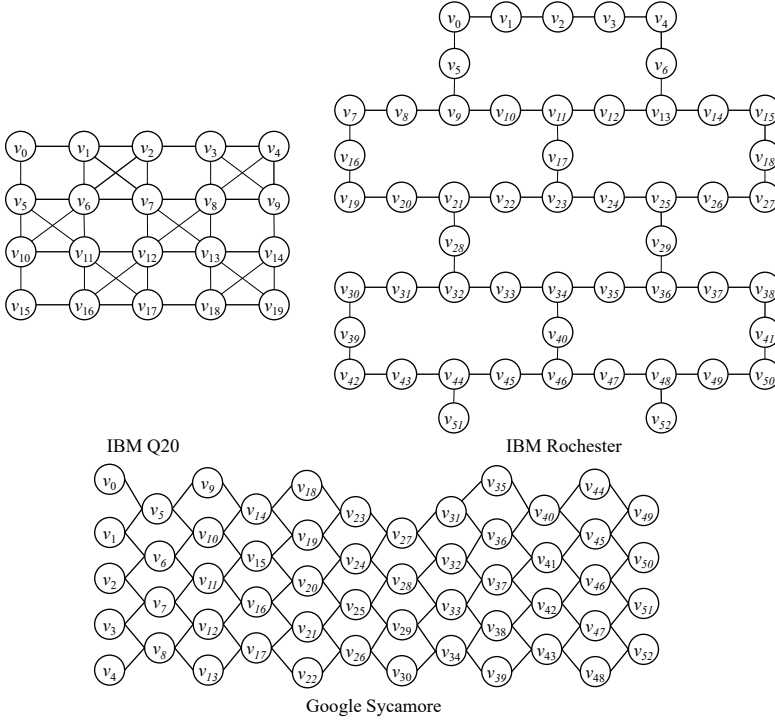 v₀ v₁ v₂ v₃ v₄
v₅ v₆ v₇ v₈ v₉
v₁₀ v₁₁ v₁₂ v₁₃ v₁₄
v₁₅ v₁₆ v₁₇ v₁₈ v₁₉
IBM Q20
v₀ v₁ v₂ v₃ v₄
v₅ v₆
v₇ v₈ v₉ v₁₀ v₁₁ v₁₂ v₁₃ v₁₄ v₁₅
v₁₆ v₁₇ v₁₈
v₁₉ v₂₀ v₂₁ v₂₂ v₂₃ v₂₄ v₂₅ v₂₆ v₂₇
v₂₈ v₂₉
v₃₀ v₃₁ v₃₂ v₃₃ v₃₄ v₃₅ v₃₆ v₃₇ v₃₈
v₃₉ v₄₀ v₄₁
v₄₂ v₄₃ v₄₄ v₄₅ v₄₆ v₄₇ v₄₈ v₄₉ v₅₀
v₅₁ v₅₂
IBM Rochester
v₀ v₉ v₁₈ v₃₅ v₄₄
v₅ v₁₄ v₂₃ v₃₁ v₄₀ v₄₉
v₁ v₁₀ v₁₉ v₂₇ v₃₆ v₄₅
v₆ v₁₅ v₂₄ v₃₂ v₄₁ v₅₀
v₂ v₁₁ v₂₀ v₂₈ v₃₇ v₄₆
v₇ v₁₆ v₂₅ v₃₃ v₄₂ v₅₁
v₃ v₁₂ v₂₁ v₂₉ v₃₈ v₄₇
v₈ v₁₇ v₂₆ v₃₄ v₄₃ v₅₂
v₄ v₁₃ v₂₂ v₃₀ v₃₉ v₄₈
Google Sycamore